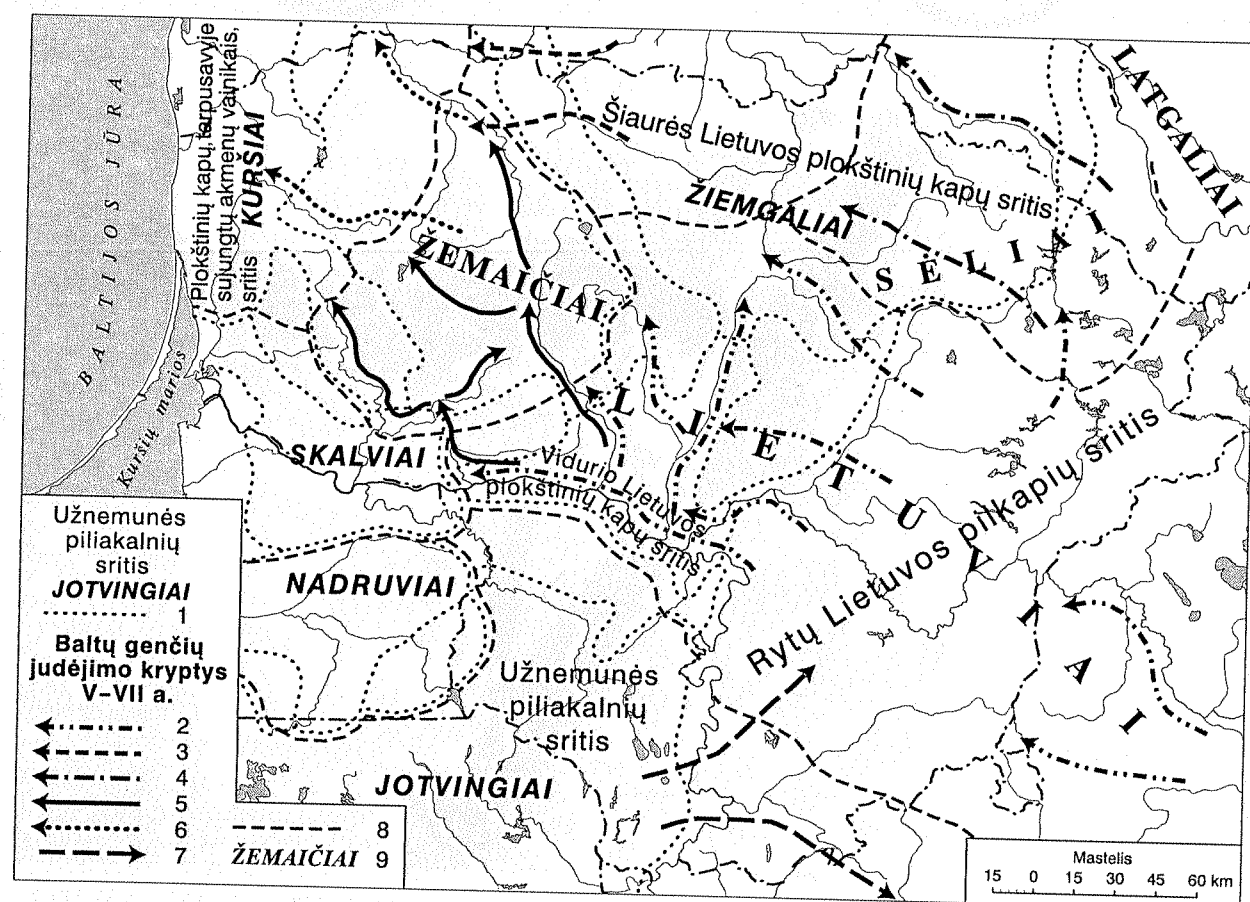 BALTIJOS JŪRA
Kuršių marios
Plokštinių kapų, tarpusavyje
sujungtų akmenų vainikais,
sritis
KURŠIAI
Šiaurės Lietuvos plokštinių kapų sritis
ŽIEMGALIAI
LATGALIAI
SELIAI
ŽEMAIČIAI
LIETUVIAI
SKALVIAI
Vidurio Lietuvos
plokštinių kapų sritis
NADRUVIAI
Rytų Lietuvos pilkapių sritis
Užnemunės
piliakalnių
sritis
JOTVINGIAI
Užnemunės
piliakalnių
sritis
JOTVINGIAI
1
Baltų genčių
judėjimo kryptys
V–VII a.
2
3
4
5
6
7
8
ŽEMAIČIAI 9
Mastelis
15 0 15 30 45 60 km